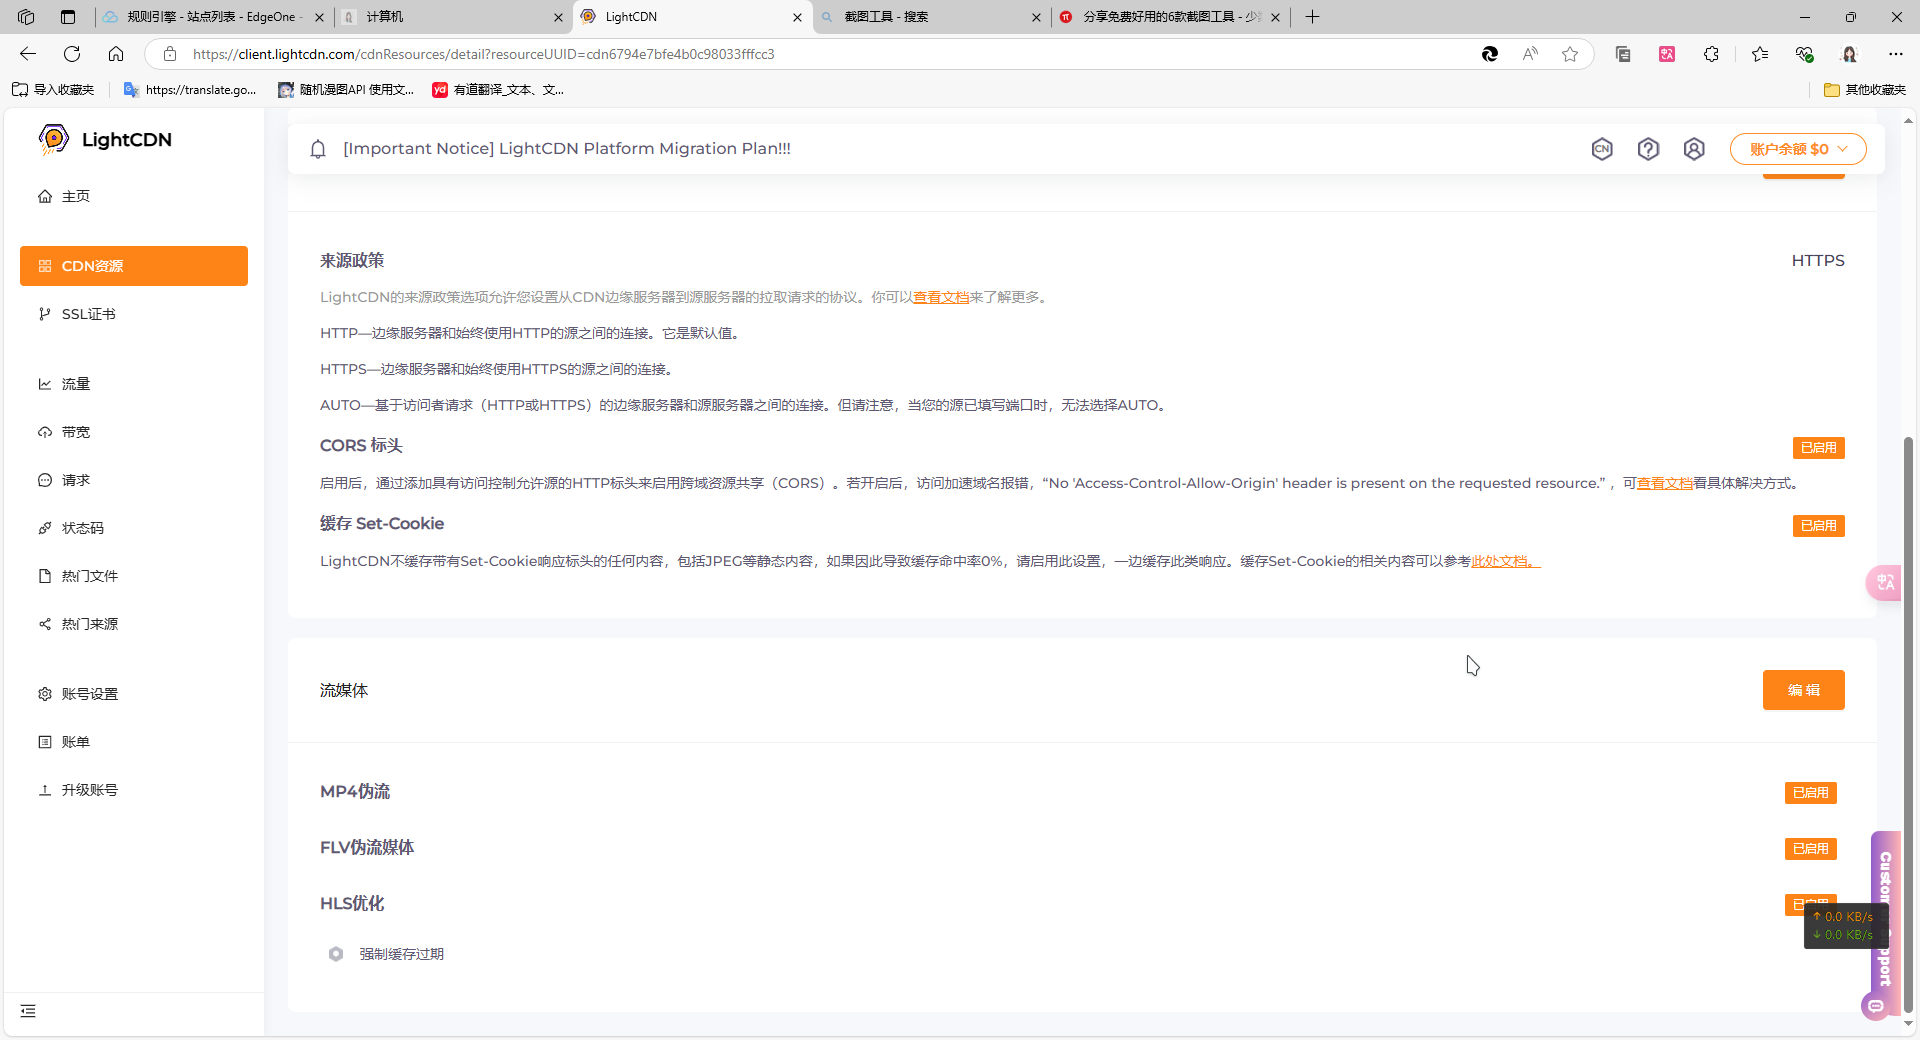 规则引擎 - 站点列表 - EdgeOne -
计算机
LightCDN
截图工具 - 搜索
分享免费好用的6款截图工具 - 少
https://client.lightcdn.com/cdnResources/detail?resourceUUID=cdn6794e7bfe4b0c98033fffcc3
导入收藏夹
https://translate.go...
随机漫图API 使用文...
有道翻译_文本、文...
其他收藏夹
LightCDN
[Important Notice] LightCDN Platform Migration Plan!!!
CN
账户余额 $0
主页
CDN资源
SSL证书
流量
带宽
请求
状态码
热门文件
热门来源
账号设置
账单
升级账号
来源政策
HTTPS
LightCDN的来源政策选项允许您设置从CDN边缘服务器到源服务器的拉取请求的协议。你可以查看文档来了解更多。
HTTP—边缘服务器和始终使用HTTP的源之间的连接。它是默认值。
HTTPS—边缘服务器和始终使用HTTPS的源之间的连接。
AUTO—基于访问者请求（HTTP或HTTPS）的边缘服务器和源服务器之间的连接。但请注意，当您的源已填写端口时，无法选择AUTO。
CORS 标头
已启用
启用后，通过添加具有访问控制允许源的HTTP标头来启用跨域资源共享（CORS）。若开启后，访问加速域名报错，“No 'Access-Control-Allow-Origin' header is present on the requested resource.” ，可查看文档看具体解决方式。
缓存 Set-Cookie
已启用
LightCDN不缓存带有Set-Cookie响应标头的任何内容，包括JPEG等静态内容，如果因此导致缓存命中率0%，请启用此设置，一边缓存此类响应。缓存Set-Cookie的相关内容可以参考此处文档。
流媒体
编 辑
MP4伪流
已启用
FLV伪流媒体
已启用
HLS优化
强制缓存过期
↑ 0.0 KB/s
↓ 0.0 KB/s